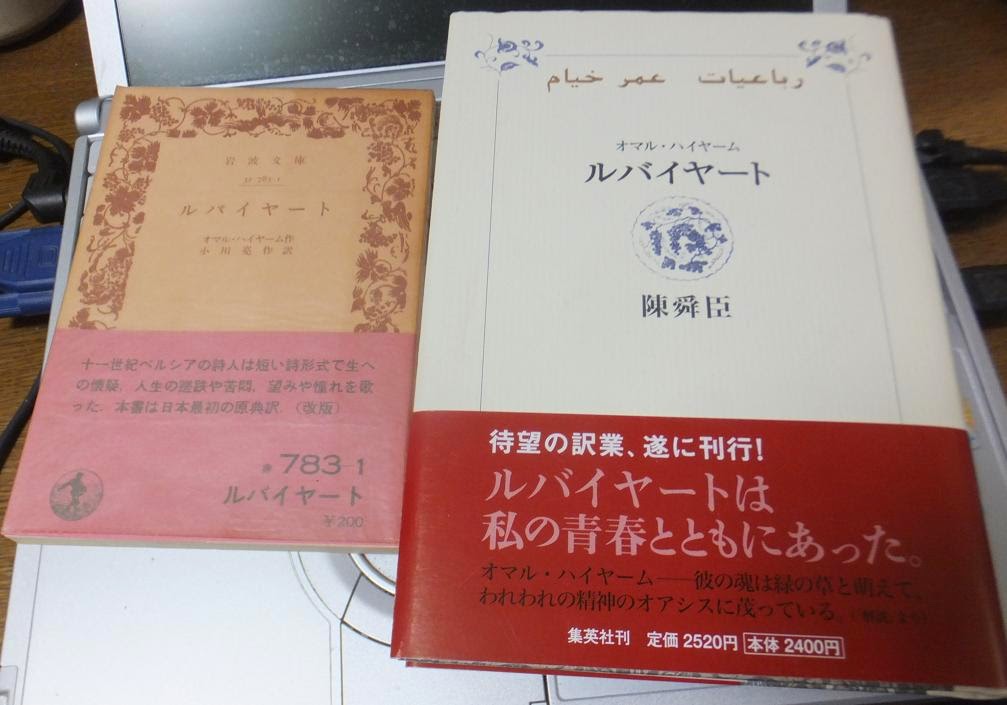 岩波文庫
32-783-1
ルバイヤート
オマル・ハイヤーム作
小川亮作訳
十一世紀ペルシアの詩人は短い詩形式で生へ
の懐疑,人生の蹉跌や苦悶,望みや憧れを歌
った.本書は日本最初の原典訳.(改版)
赤 783-1
ルバイヤート
¥200
رباعیات عمر خیام
オマル・ハイヤーム
ルバイヤート
陳舜臣
待望の訳業、遂に刊行!
ルバイヤートは
私の青春とともにあった。
オマル・ハイヤーム──彼の魂は緑の草と萌えて、
われわれの精神のオアシスに茂っている。(解説より)
集英社刊 定価 2520円 本体 2400円